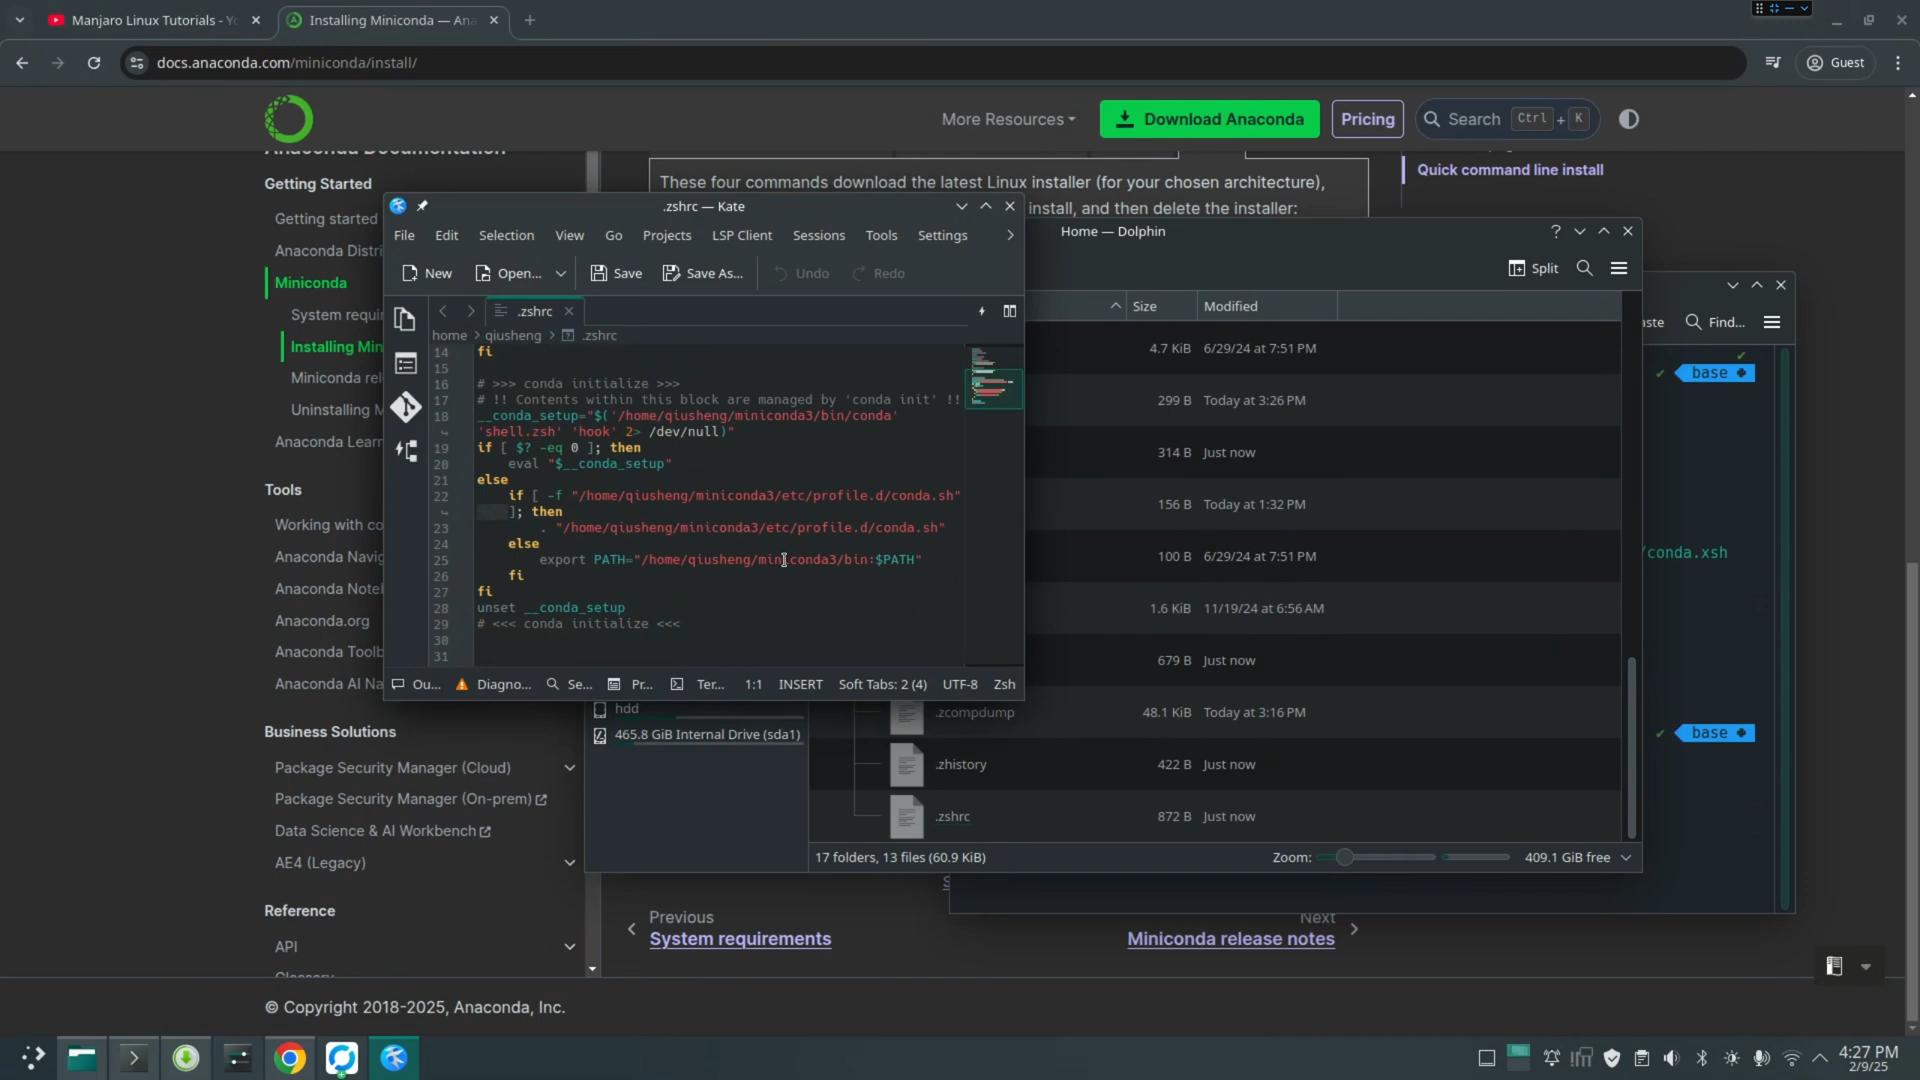 Manjaro Linux Tutorials - Yo
Installing Miniconda — Ana
docs.anaconda.com/miniconda/install/
Guest
More Resources
Download Anaconda
Pricing
Search Ctrl + K
Anaconda Documentation
Getting Started
Getting started
Anaconda Distri
Miniconda
System requir
Installing Min
Miniconda rel
Uninstalling M
Anaconda Lear
Tools
Working with co
Anaconda Navig
Anaconda Note
Anaconda.org
Anaconda Toolb
Anaconda AI Na
Business Solutions
Package Security Manager (Cloud)
Package Security Manager (On-prem)
Data Science & AI Workbench
AE4 (Legacy)
Reference
API
Glossary
These four commands download the latest Linux installer (for your chosen architecture),
install, and then delete the installer:
Quick command line install
.zshrc — Kate
File Edit Selection View Go Projects LSP Client Sessions Tools Settings
New Open... Save Save As... Undo Redo
.zshrc
home > qiusheng > .zshrc
14 fi
15
16 # >>> conda initialize >>>
17 # !! Contents within this block are managed by 'conda init' !!
18 __conda_setup="$('/home/qiusheng/miniconda3/bin/conda'
'shell.zsh' 'hook' 2> /dev/null)"
19 if [ $? -eq 0 ]; then
20 eval "$__conda_setup"
21 else
22 if [ -f "/home/qiusheng/miniconda3/etc/profile.d/conda.sh"
]; then
23 . "/home/qiusheng/miniconda3/etc/profile.d/conda.sh"
24 else
25 export PATH="/home/qiusheng/miniconda3/bin:$PATH"
26 fi
27 fi
28 unset __conda_setup
29 # <<< conda initialize <<<
30
31
Ou... Diagno... Se... Pr... Ter... 1:1 INSERT Soft Tabs: 2 (4) UTF-8 Zsh
Home — Dolphin
Split
Size Modified
4.7 KiB 6/29/24 at 7:51 PM
299 B Today at 3:26 PM
314 B Just now
156 B Today at 1:32 PM
100 B 6/29/24 at 7:51 PM
1.6 KiB 11/19/24 at 6:56 AM
679 B Just now
.zcompdump 48.1 KiB Today at 3:16 PM
.zhistory 422 B Just now
.zshrc 872 B Just now
hdd
465.8 GiB Internal Drive (sda1)
17 folders, 13 files (60.9 KiB)
Zoom:
409.1 GiB free
aste Find...
base
/conda.xsh
base
Previous
System requirements
Next
Miniconda release notes
© Copyright 2018-2025, Anaconda, Inc.
4:27 PM
2/9/25